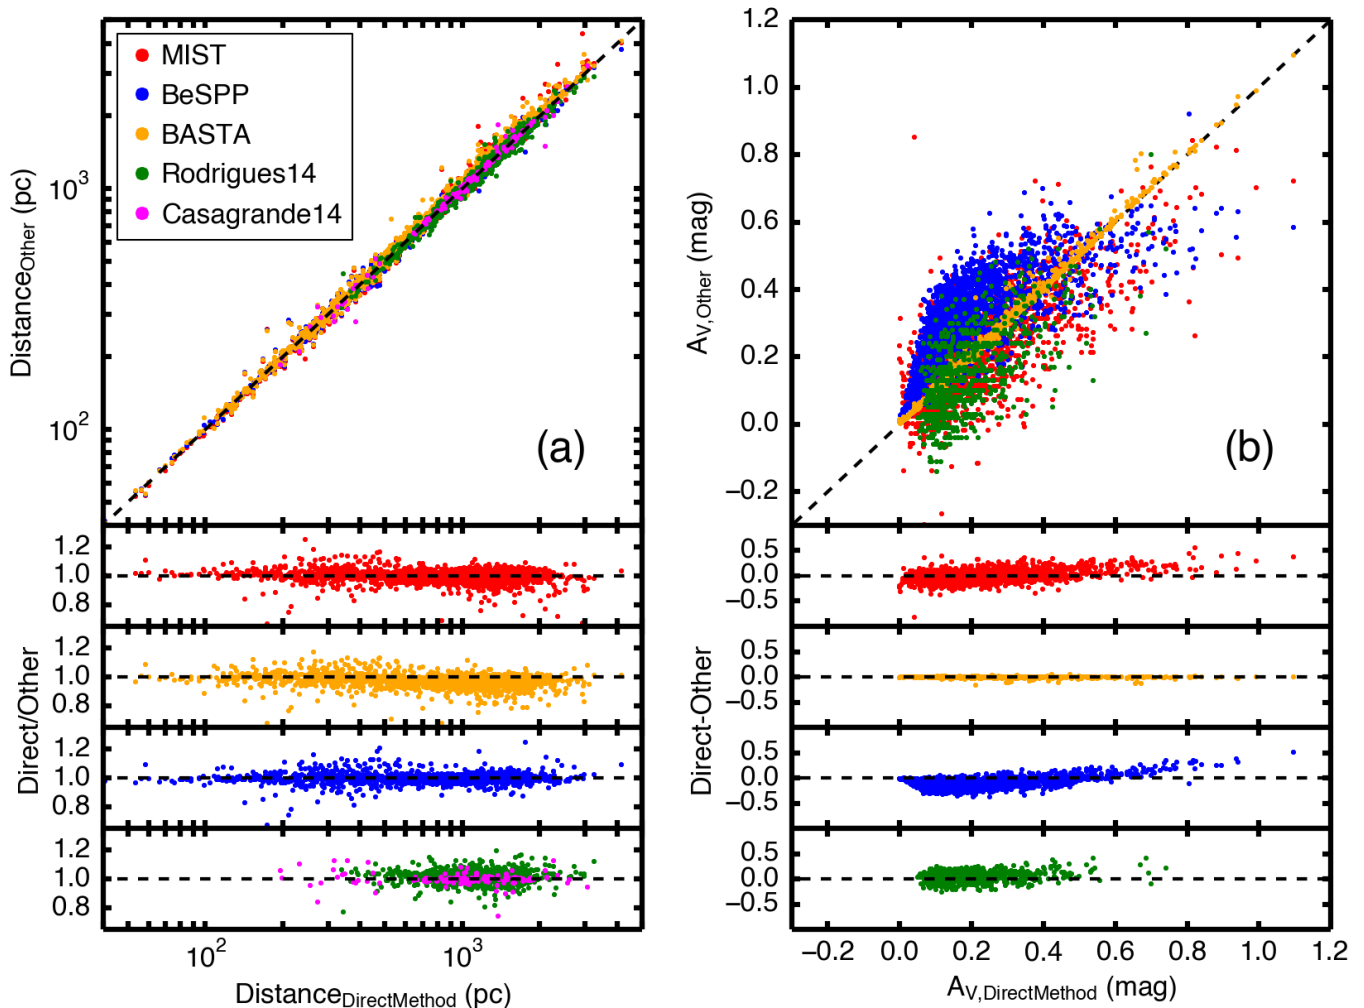 MIST
BeSPP
BASTA
Rodrigues14
Casagrande14
Distance_Other (pc)
10^3
10^2
(a)
1.2
1.0
0.8
1.0
0.8
1.2
1.0
0.8
1.2
1.0
0.8
Direct/Other
10^2
10^3
Distance_DirectMethod (pc)
1.2
1.0
0.8
0.6
0.4
0.2
0.0
−0.2
A_V,Other (mag)
(b)
0.5
0.0
−0.5
0.5
0.0
−0.5
0.5
0.0
−0.5
0.5
0.0
−0.5
Direct-Other
−0.2 0.0 0.2 0.4 0.6 0.8 1.0 1.2
A_V,DirectMethod (mag)